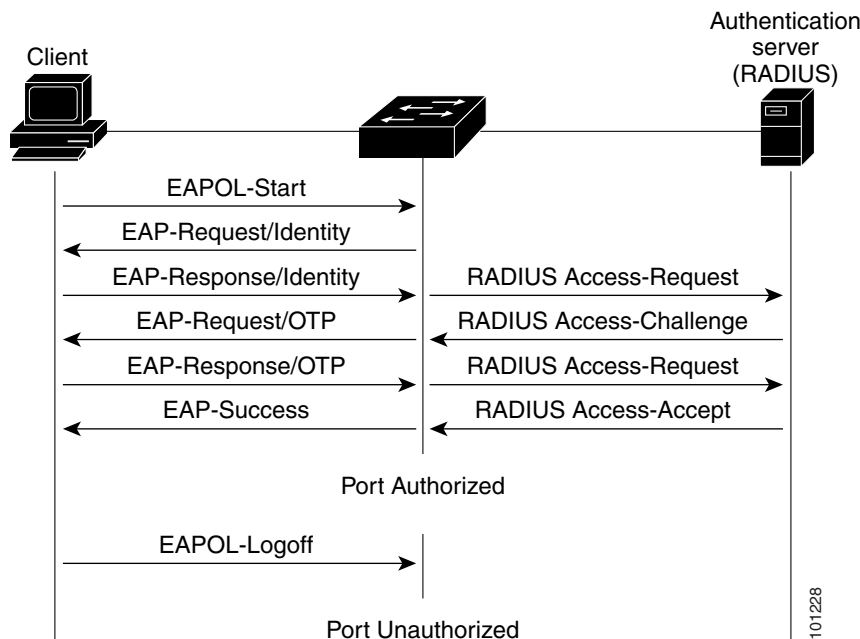 Authentication
server
(RADIUS)
Client
EAPOL-Start
EAP-Request/Identity
EAP-Response/Identity
RADIUS Access-Request
EAP-Request/OTP
RADIUS Access-Challenge
EAP-Response/OTP
RADIUS Access-Request
EAP-Success
RADIUS Access-Accept
Port Authorized
EAPOL-Logoff
Port Unauthorized
101228